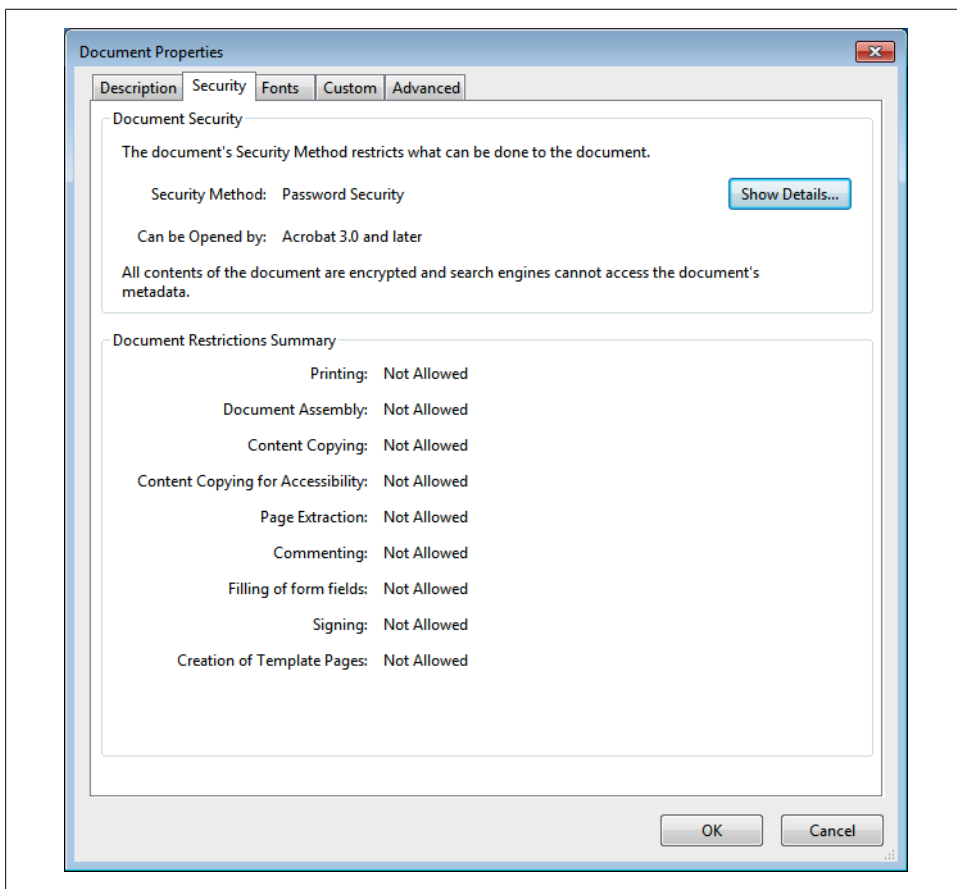 Document Properties
Description Security Fonts Custom Advanced
Document Security
The document's Security Method restricts what can be done to the document.
Security Method: Password Security
Show Details...
Can be Opened by: Acrobat 3.0 and later
All contents of the document are encrypted and search engines cannot access the document's
metadata.
Document Restrictions Summary
Printing: Not Allowed
Document Assembly: Not Allowed
Content Copying: Not Allowed
Content Copying for Accessibility: Not Allowed
Page Extraction: Not Allowed
Commenting: Not Allowed
Filling of form fields: Not Allowed
Signing: Not Allowed
Creation of Template Pages: Not Allowed
OK Cancel